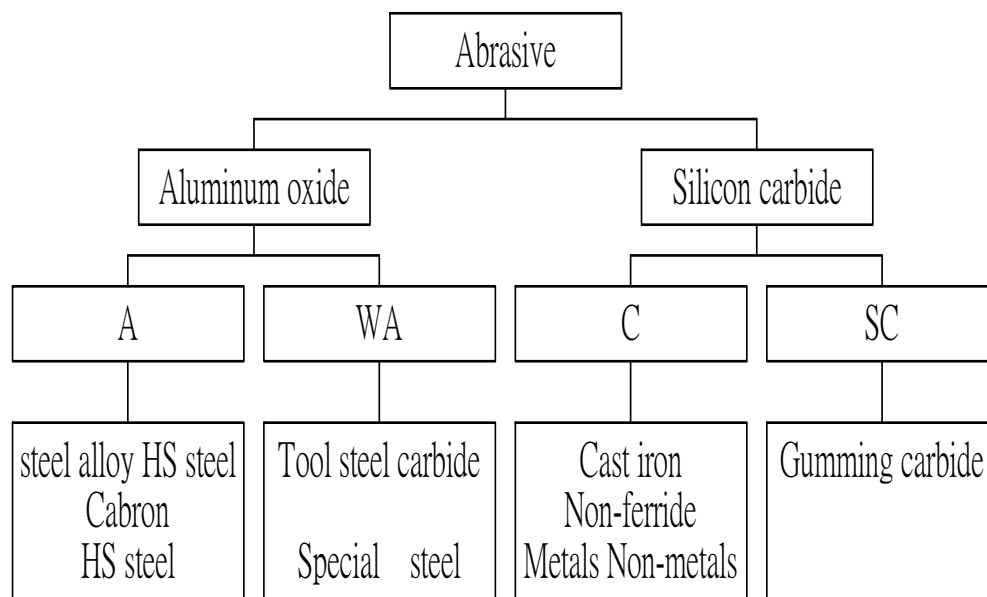 Abrasive
Aluminum oxide
Silicon carbide
A
WA
C
SC
steel alloy HS steel
Cabron
HS steel
Tool steel carbide
Special steel
Cast iron
Non-ferride
Metals Non-metals
Gumming carbide